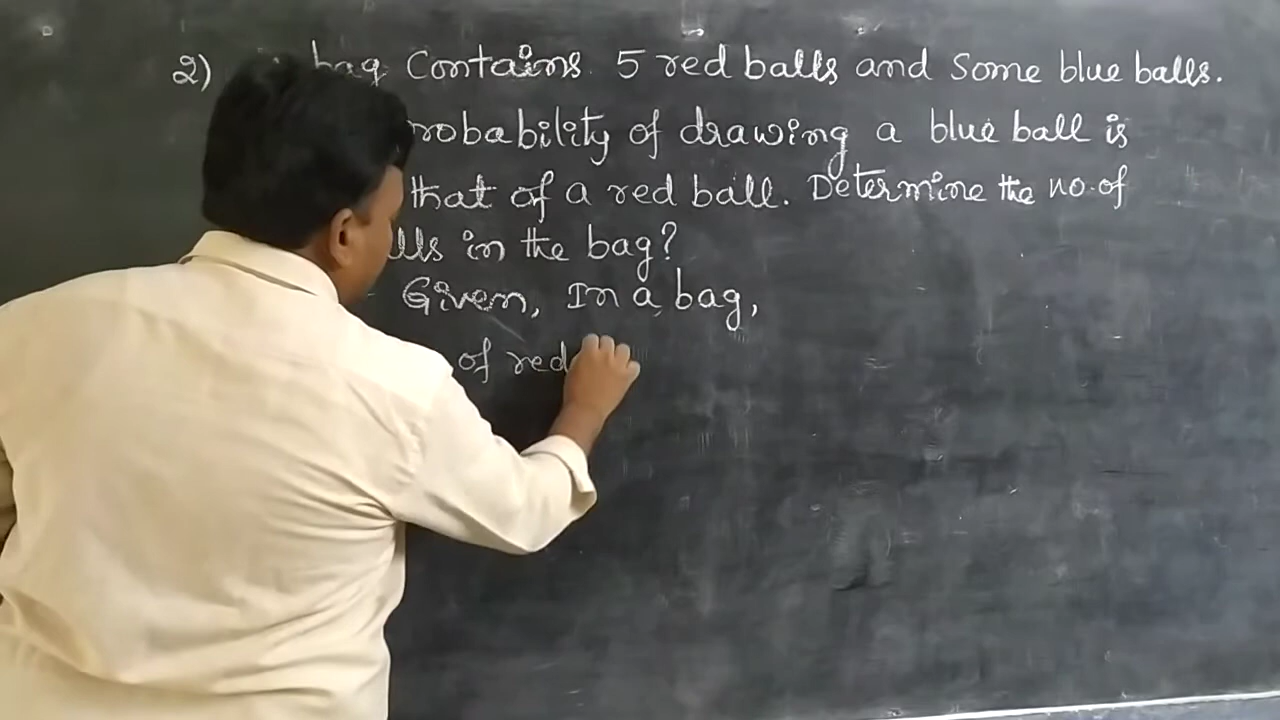 2) bag Contains 5 red balls and Some blue balls.
robability of drawing a blue ball is
that of a red ball. Determine the no. of
lls in the bag?
Given, In a bag,
of red